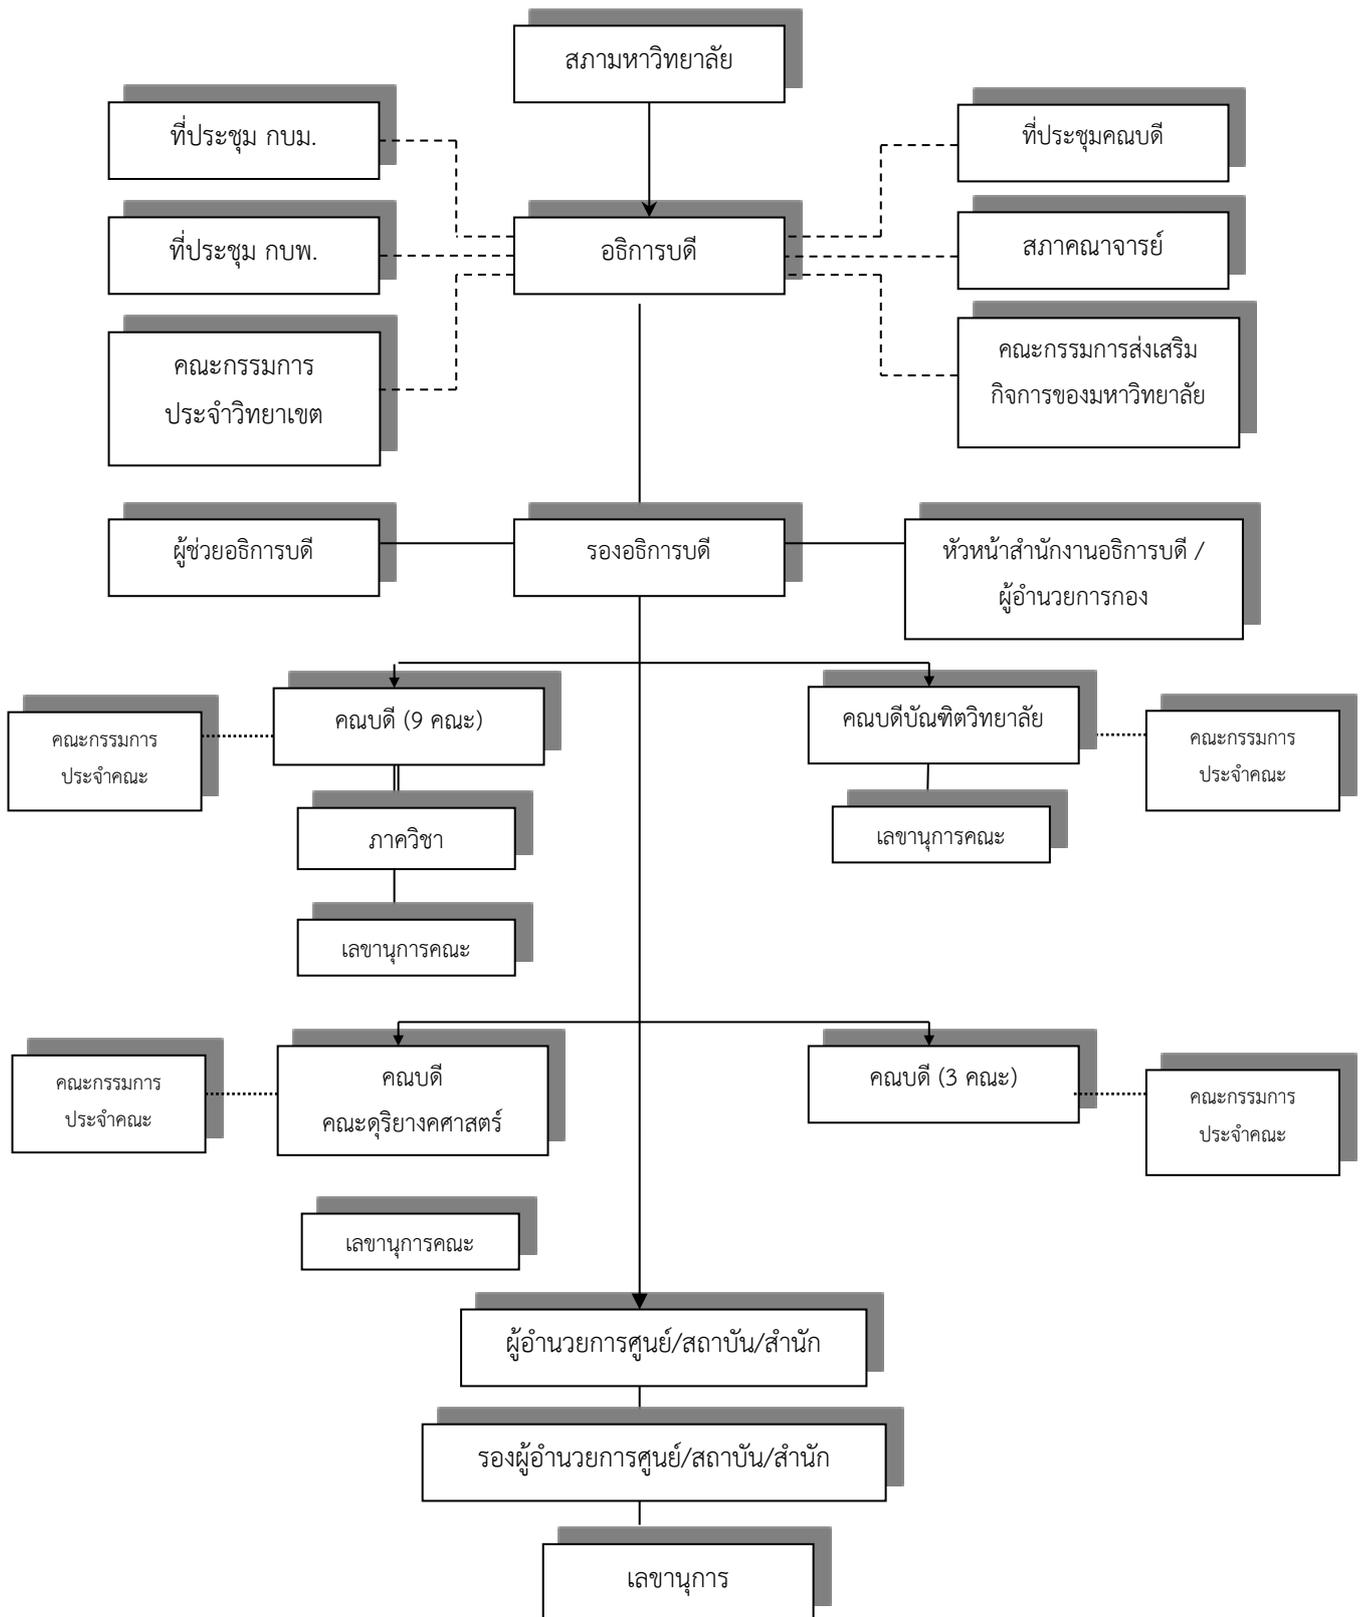 สภามหาวิทยาลัย
ที่ประชุม กบม.
ที่ประชุมคณบดี
ที่ประชุม กบพ.
อธิการบดี
สภาคณาจารย์
คณะกรรมการ
ประจำวิทยาเขต
คณะกรรมการส่งเสริม
กิจการของมหาวิทยาลัย
ผู้ช่วยอธิการบดี
รองอธิการบดี
หัวหน้าสำนักงานอธิการบดี /
ผู้อำนวยการกอง
คณะกรรมการ
ประจำคณะ
คณบดี (9 คณะ)
คณบดีบัณฑิตวิทยาลัย
คณะกรรมการ
ประจำคณะ
ภาควิชา
เลขานุการคณะ
เลขานุการคณะ
คณะกรรมการ
ประจำคณะ
คณบดี
คณะดุริยางคศาสตร์
คณบดี (3 คณะ)
คณะกรรมการ
ประจำคณะ
เลขานุการคณะ
ผู้อำนวยการศูนย์/สถาบัน/สำนัก
รองผู้อำนวยการศูนย์/สถาบัน/สำนัก
เลขานุการ